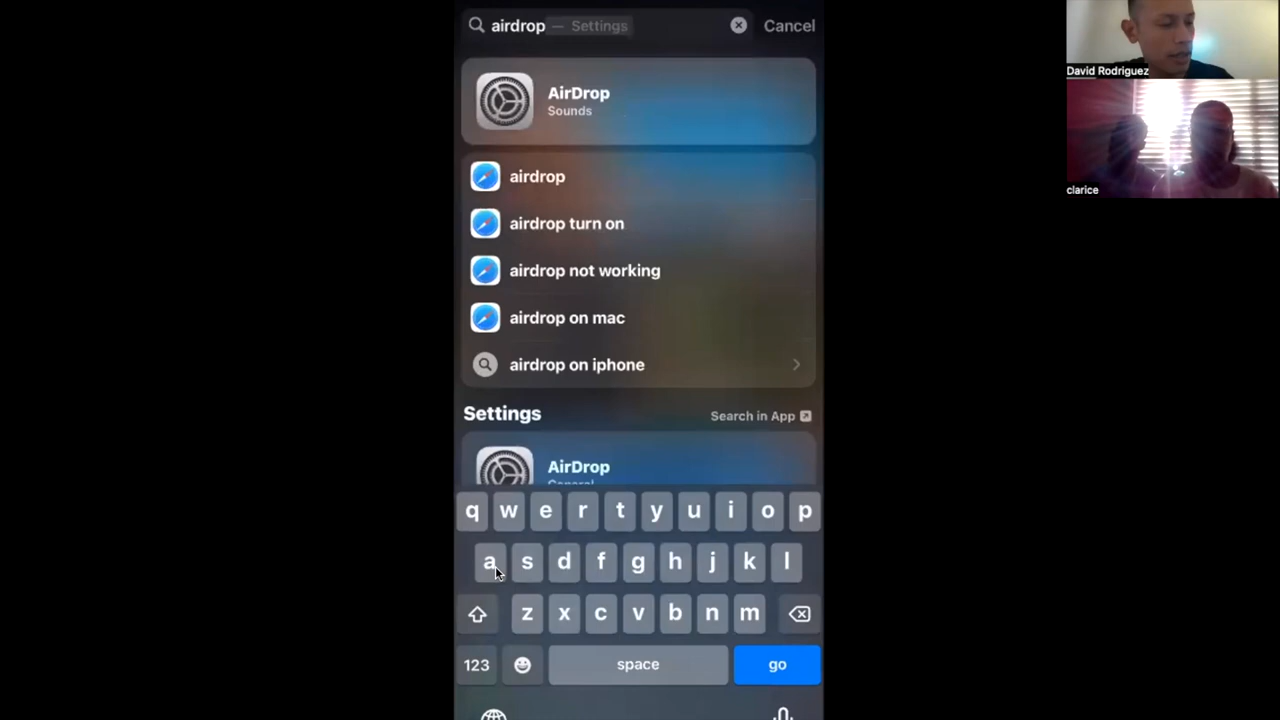 airdrop — Settings
Cancel
AirDrop
Sounds
airdrop
airdrop turn on
airdrop not working
airdrop on mac
airdrop on iphone
Settings
Search in App
AirDrop
General
q w e r t y u i o p
a s d f g h j k l
z x c v b n m
123
space
go
David Rodriguez
clarice